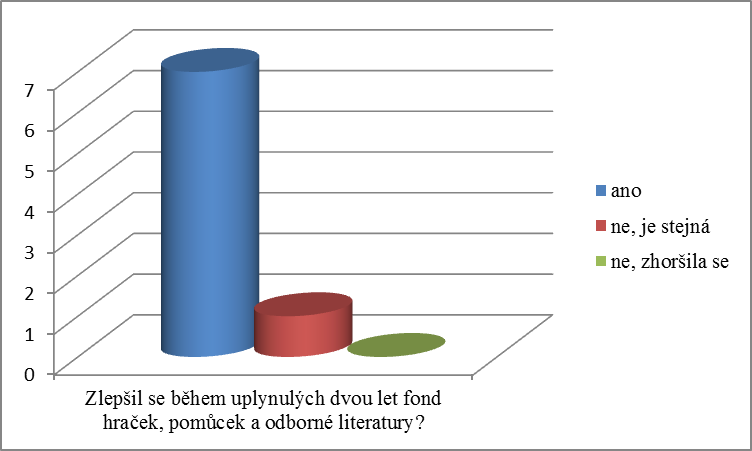 7
6
5
4
3
2
1
0
ano
ne, je stejná
ne, zhoršila se
Zlepšil se během uplynulých dvou let fond
hraček, pomůcek a odborné literatury?